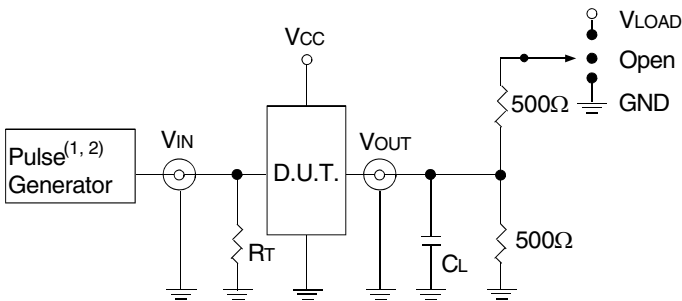 VLOAD
VCC
Open
500Ω
GND
Pulse(1, 2)
Generator
VIN
D.U.T.
VOUT
RT
CL
500Ω